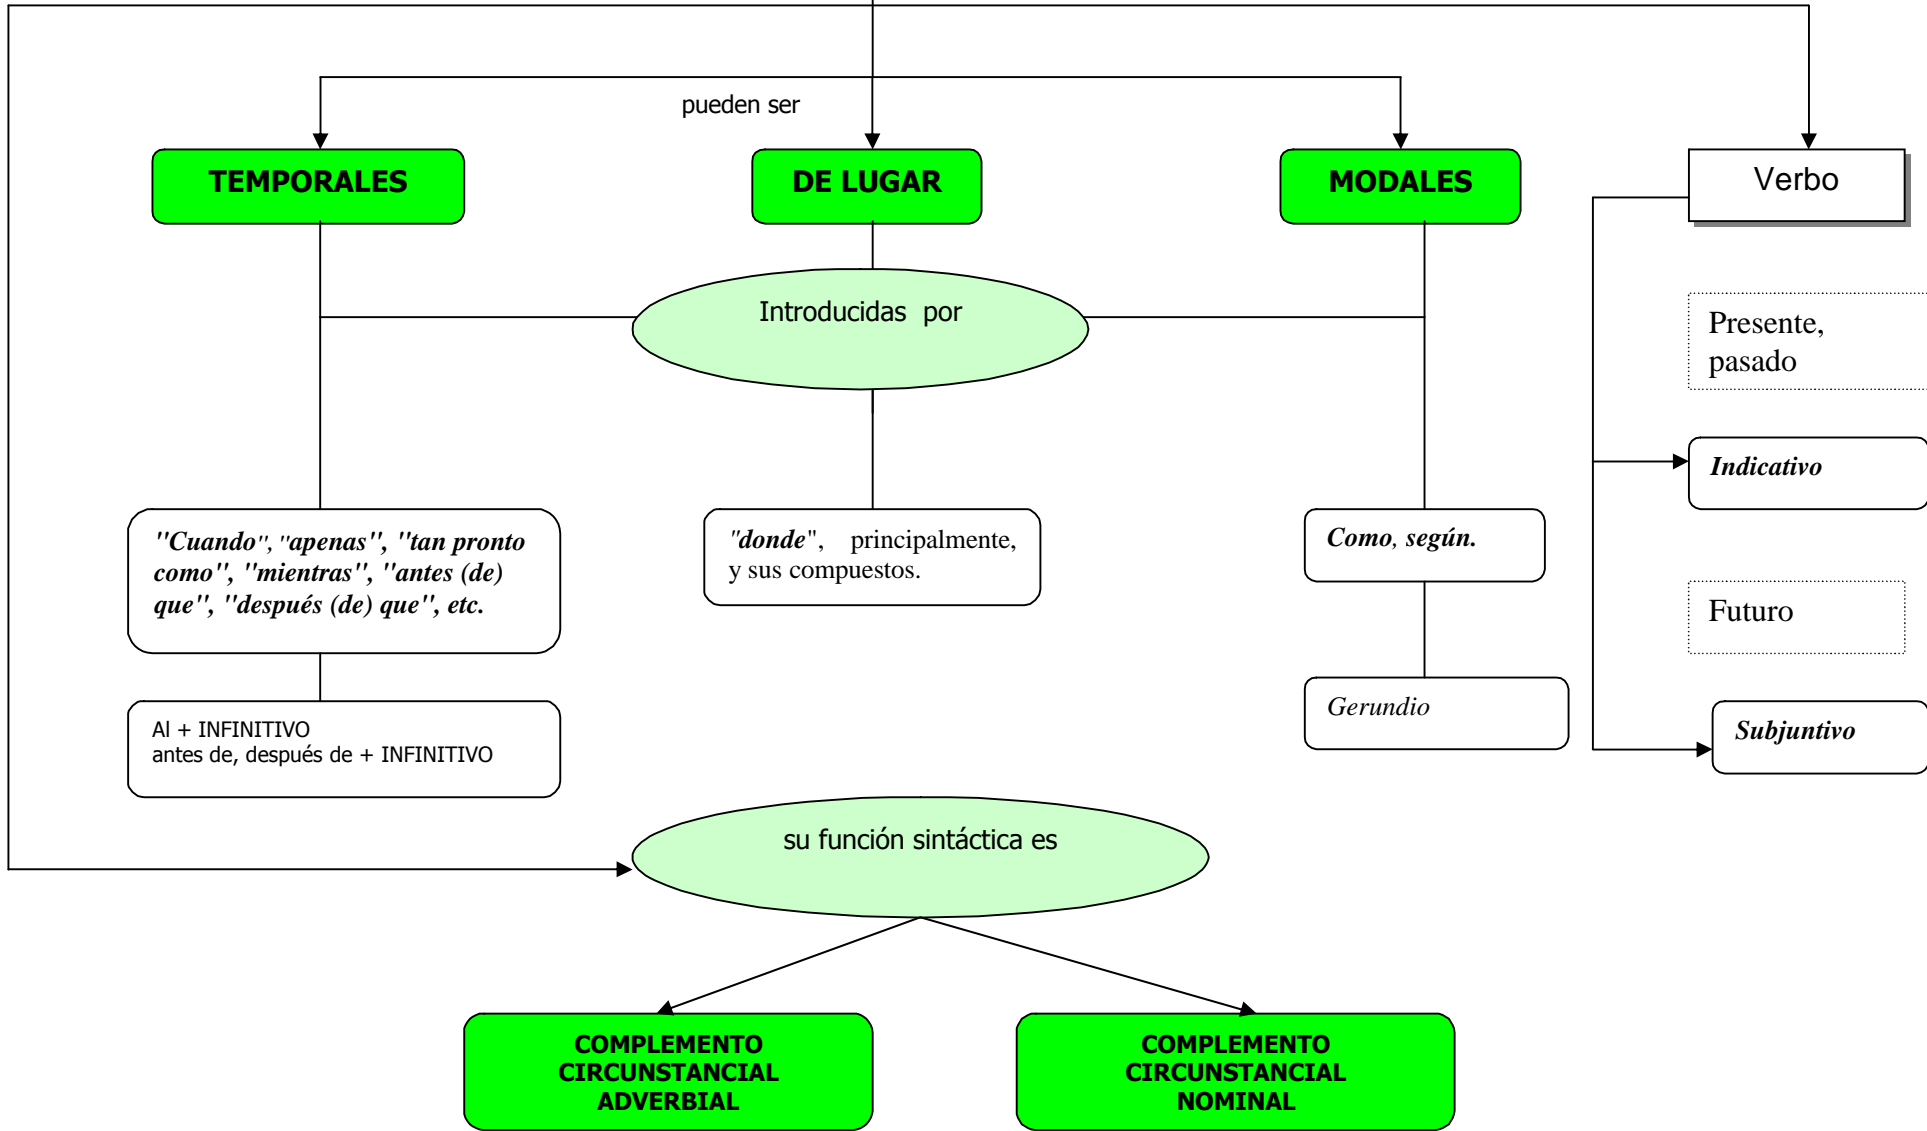 pueden ser
TEMPORALES
DE LUGAR
MODALES
Verbo
Introducidas por
Presente,
pasado
Indicativo
"Cuando", "apenas", "tan pronto
como", "mientras", "antes (de)
que", "después (de) que", etc.
"donde", principalmente,
y sus compuestos.
Como, según.
Futuro
Gerundio
Subjuntivo
Al + INFINITIVO
antes de, después de + INFINITIVO
su función sintáctica es
COMPLEMENTO
CIRCUNSTANCIAL
ADVERBIAL
COMPLEMENTO
CIRCUNSTANCIAL
NOMINAL